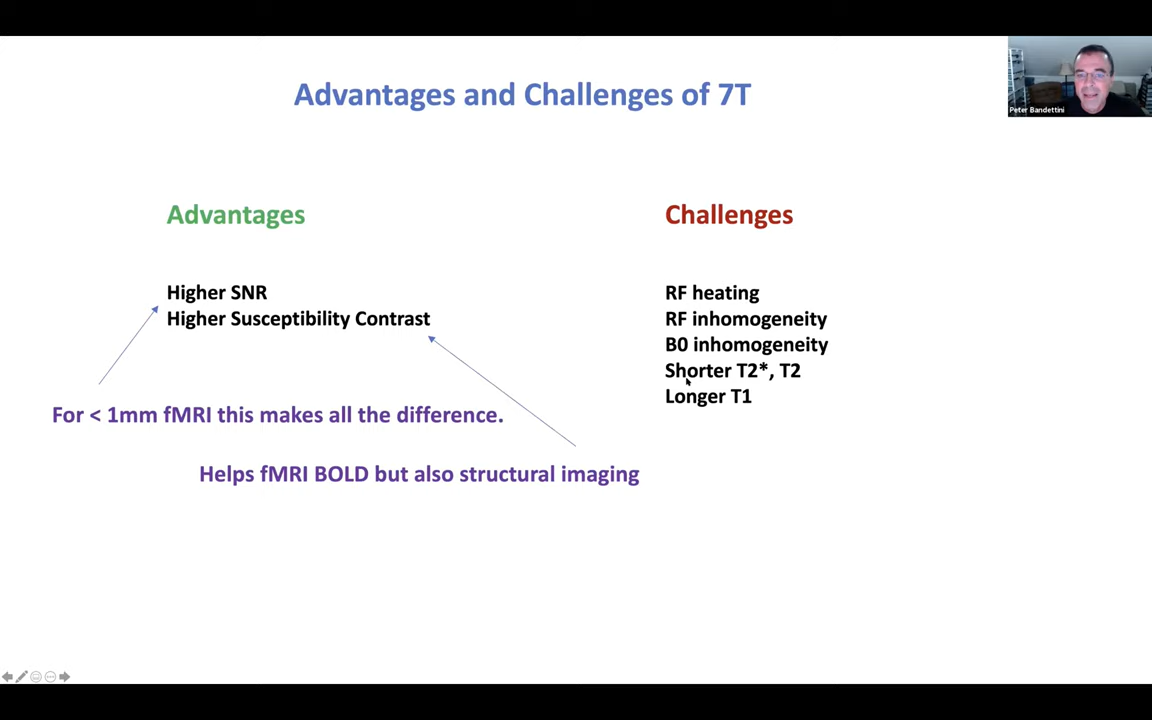 Advantages and Challenges of 7T
Peter Bandettini
Advantages
Higher SNR
Higher Susceptibility Contrast
For < 1mm fMRI this makes all the difference.
Helps fMRI BOLD but also structural imaging
Challenges
RF heating
RF inhomogeneity
B0 inhomogeneity
Shorter T2*, T2
Longer T1